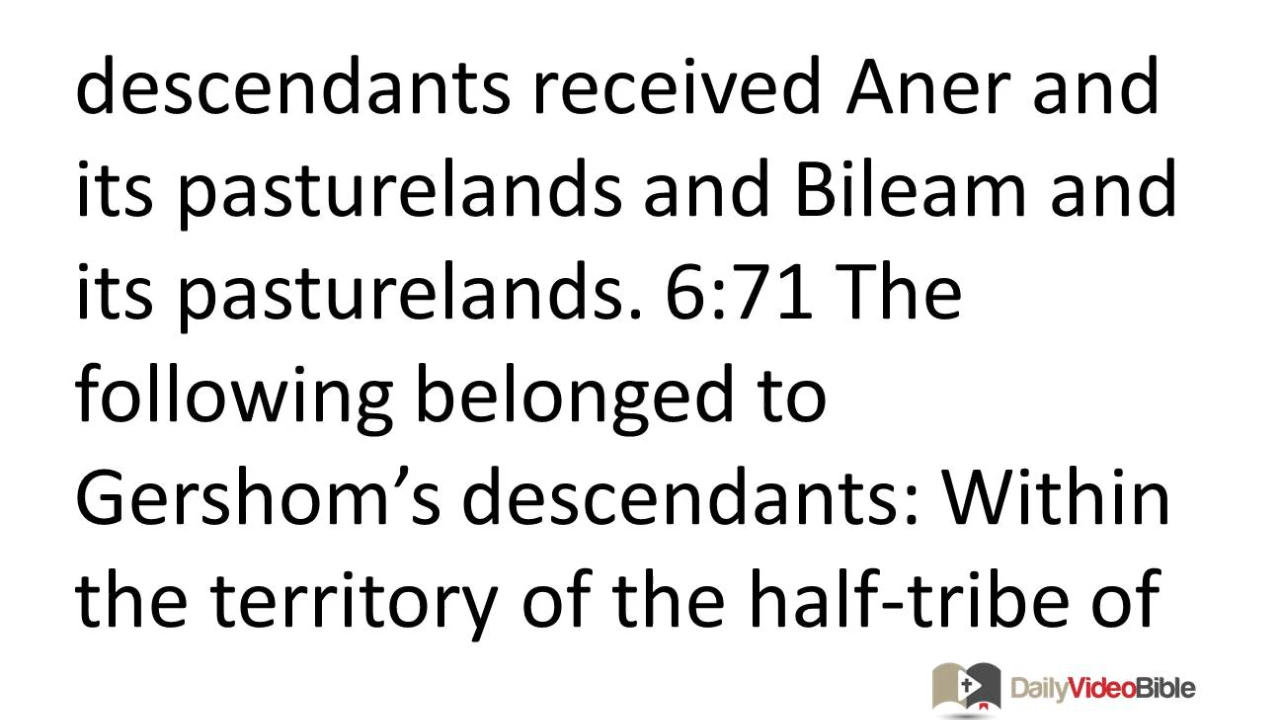 descendants received Aner and
its pasturelands and Bileam and
its pasturelands. 6:71 The
following belonged to
Gershom’s descendants: Within
the territory of the half-tribe of
DailyVideoBible